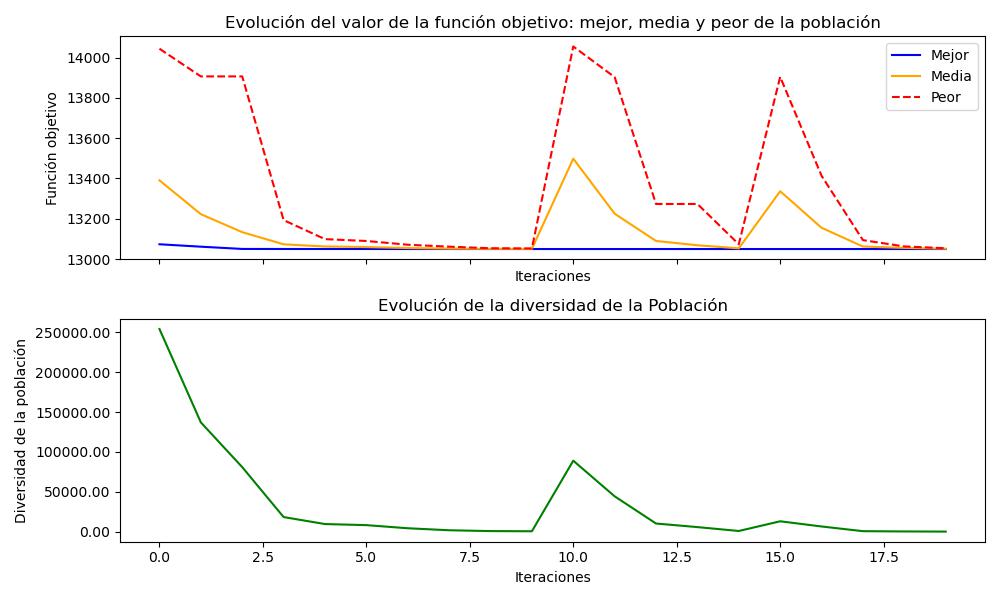 Evolución del valor de la función objetivo: mejor, media y peor de la población
Función objetivo
14000
13800
13600
13400
13200
13000
Mejor
Media
Peor
Iteraciones
Evolución de la diversidad de la Población
Diversidad de la población
250000.00
200000.00
150000.00
100000.00
50000.00
0.00
0.0 2.5 5.0 7.5 10.0 12.5 15.0 17.5
Iteraciones